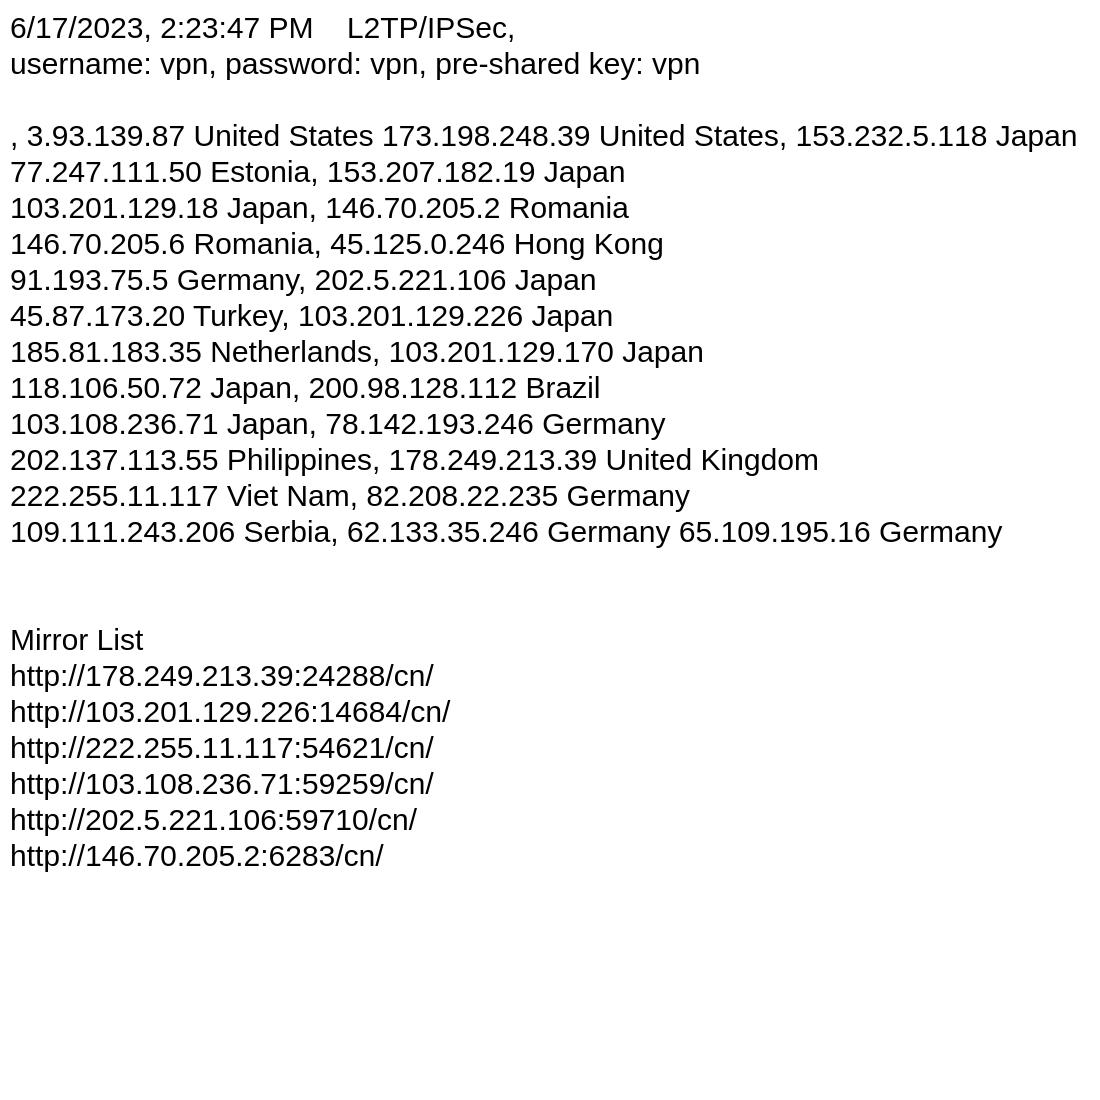 6/17/2023, 2:23:47 PM    L2TP/IPSec,
username: vpn, password: vpn, pre-shared key: vpn
, 3.93.139.87 United States 173.198.248.39 United States, 153.232.5.118 Japan
77.247.111.50 Estonia, 153.207.182.19 Japan
103.201.129.18 Japan, 146.70.205.2 Romania
146.70.205.6 Romania, 45.125.0.246 Hong Kong
91.193.75.5 Germany, 202.5.221.106 Japan
45.87.173.20 Turkey, 103.201.129.226 Japan
185.81.183.35 Netherlands, 103.201.129.170 Japan
118.106.50.72 Japan, 200.98.128.112 Brazil
103.108.236.71 Japan, 78.142.193.246 Germany
202.137.113.55 Philippines, 178.249.213.39 United Kingdom
222.255.11.117 Viet Nam, 82.208.22.235 Germany
109.111.243.206 Serbia, 62.133.35.246 Germany 65.109.195.16 Germany
Mirror List
http://178.249.213.39:24288/cn/
http://103.201.129.226:14684/cn/
http://222.255.11.117:54621/cn/
http://103.108.236.71:59259/cn/
http://202.5.221.106:59710/cn/
http://146.70.205.2:6283/cn/